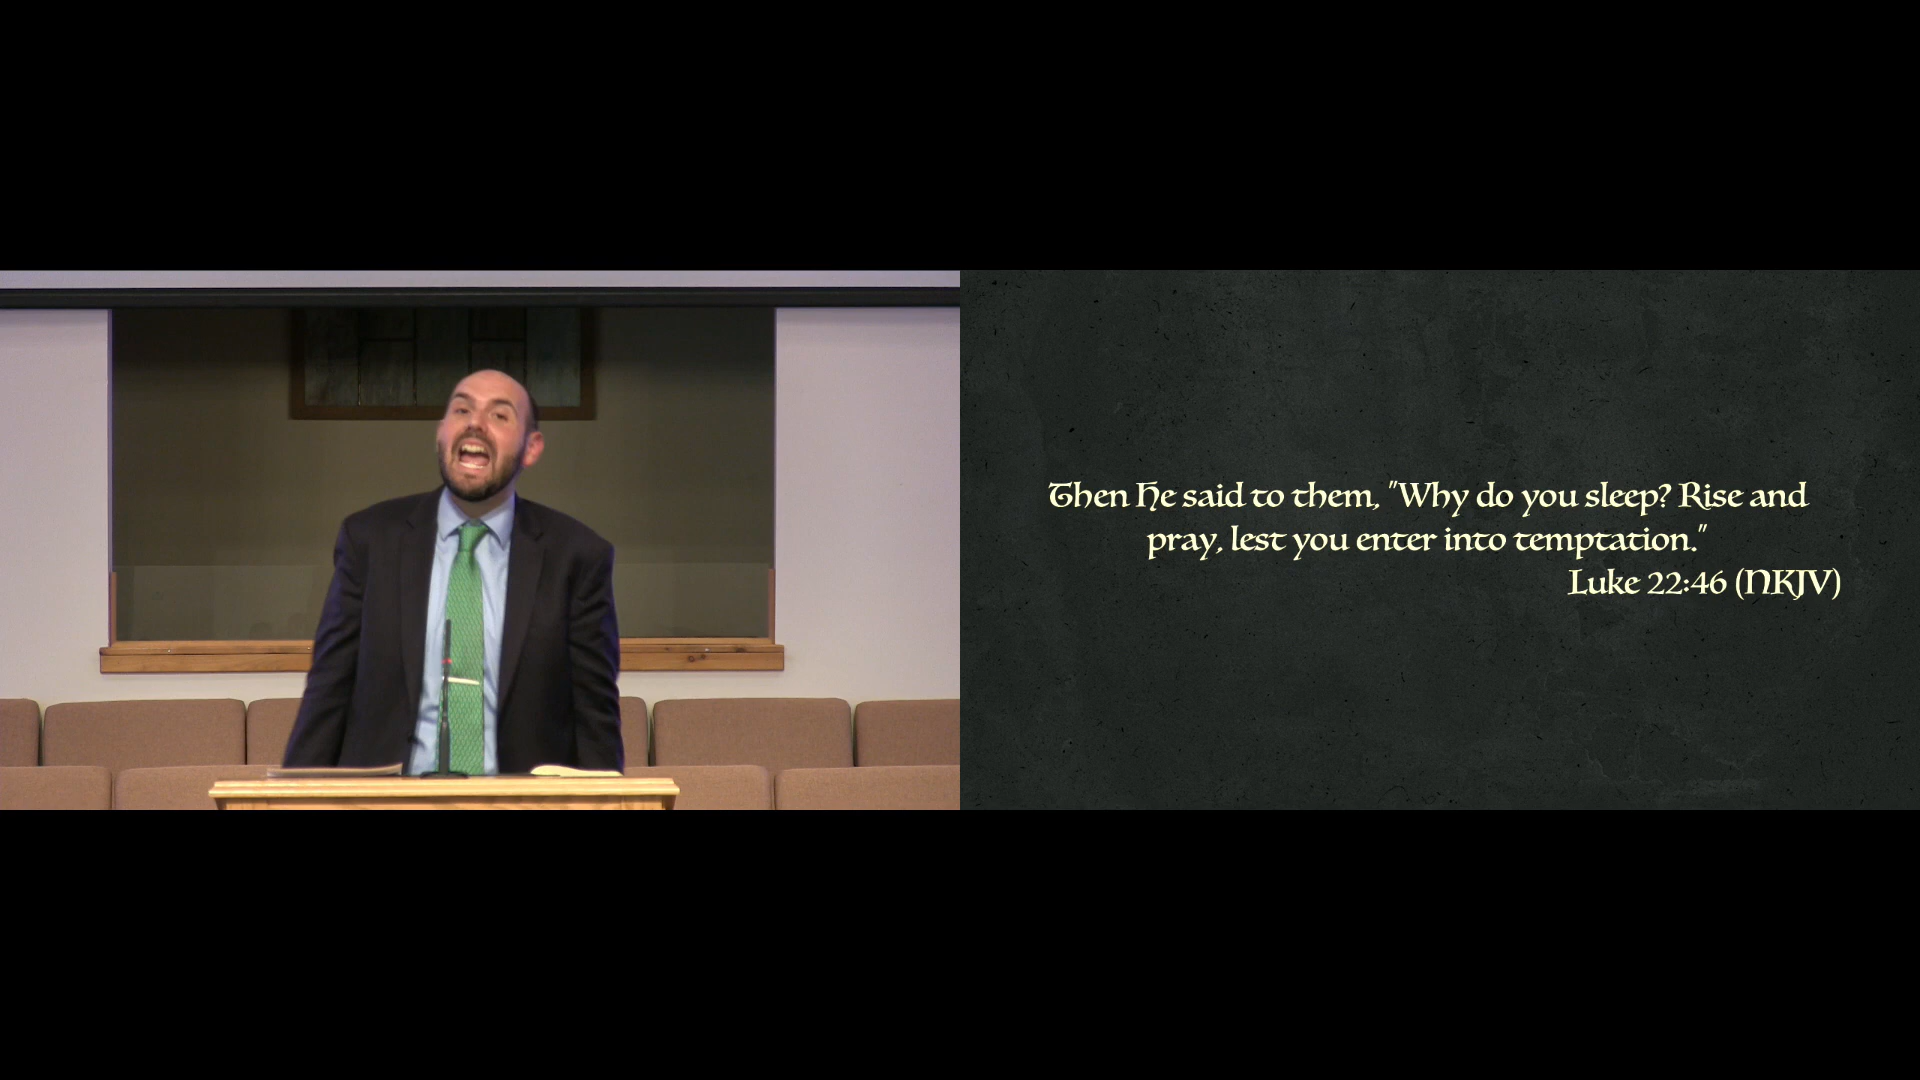 Then He said to them, "Why do you sleep? Rise and
pray, lest you enter into temptation."
Luke 22:46 (NKJV)